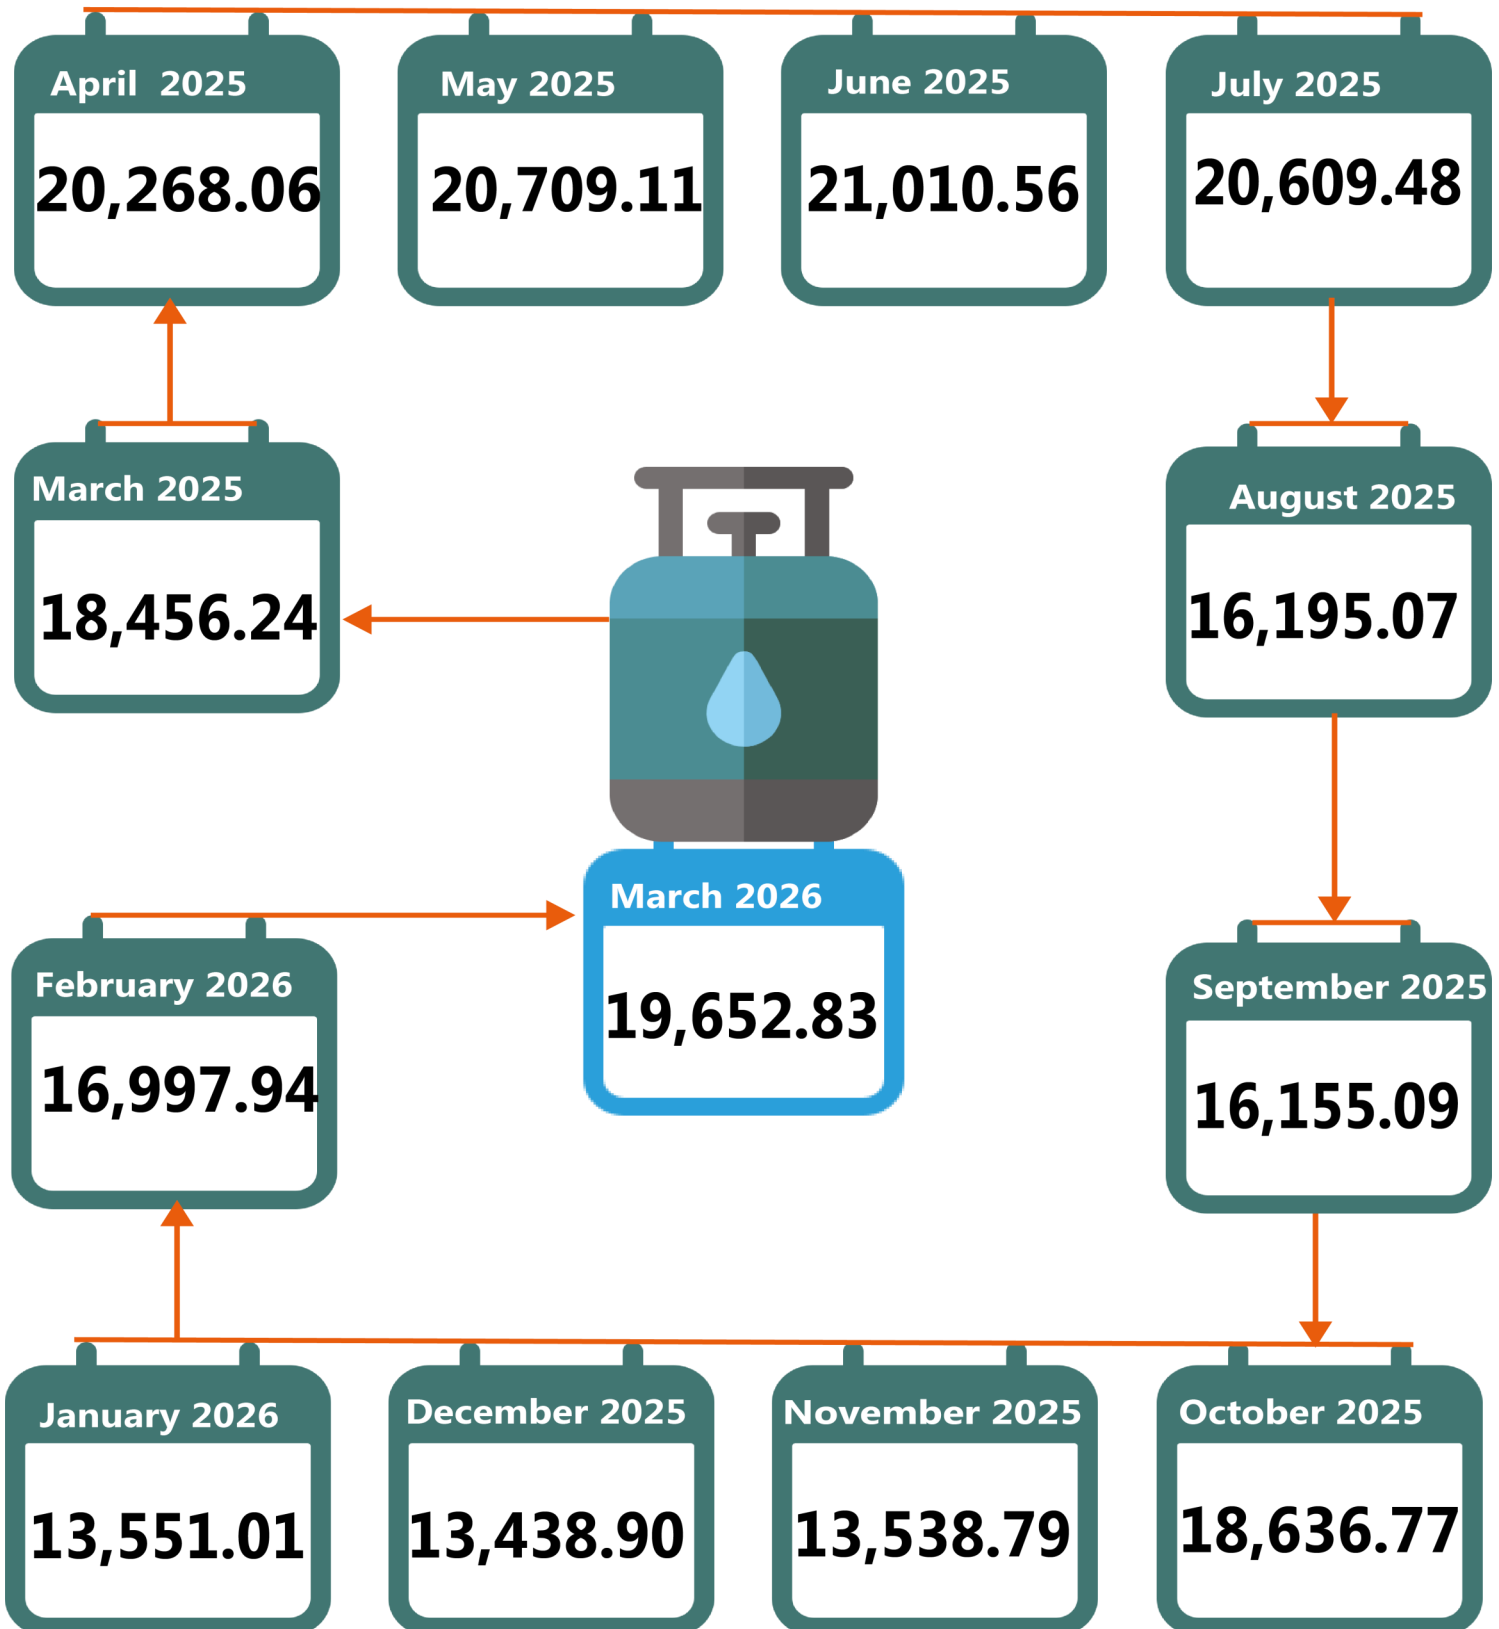 April 2025
20,268.06
May 2025
20,709.11
June 2025
21,010.56
July 2025
20,609.48
March 2025
18,456.24
August 2025
16,195.07
March 2026
19,652.83
February 2026
16,997.94
September 2025
16,155.09
January 2026
13,551.01
December 2025
13,438.90
November 2025
13,538.79
October 2025
18,636.77